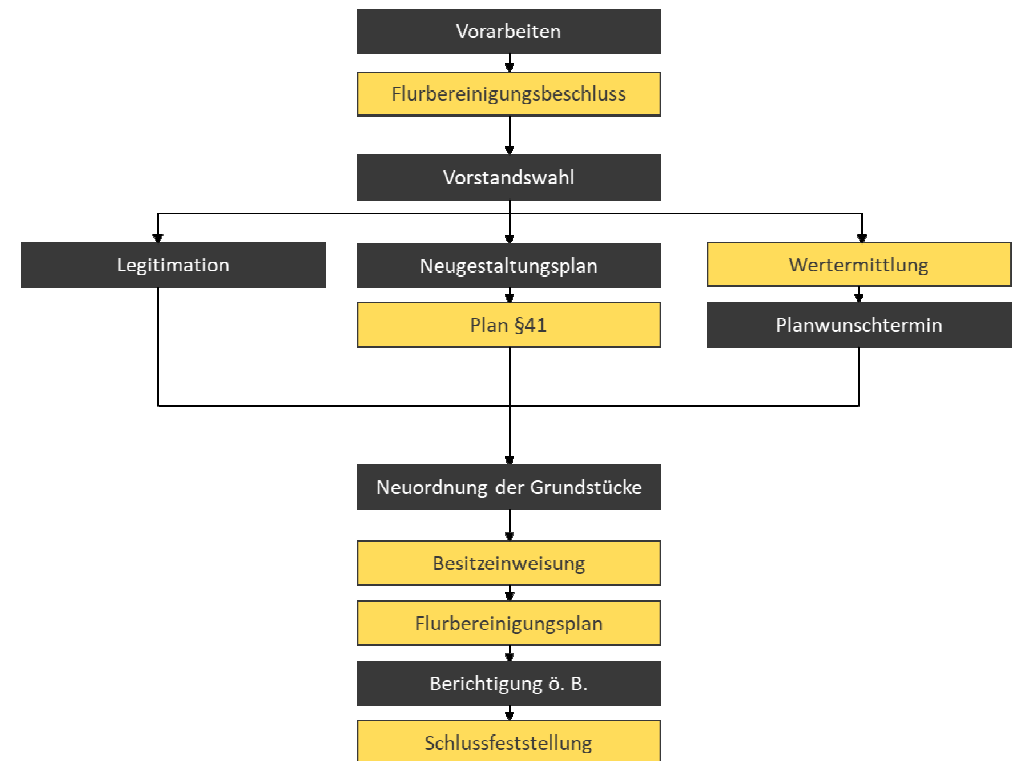 Vorarbeiten
Flurbereinigungsbeschluss
Vorstandswahl
Legitimation
Neugestaltungsplan
Wertermittlung
Plan §41
Planwunschtermin
Neuordnung der Grundstücke
Besitzeinweisung
Flurbereinigungsplan
Berichtigung ö. B.
Schlussfeststellung